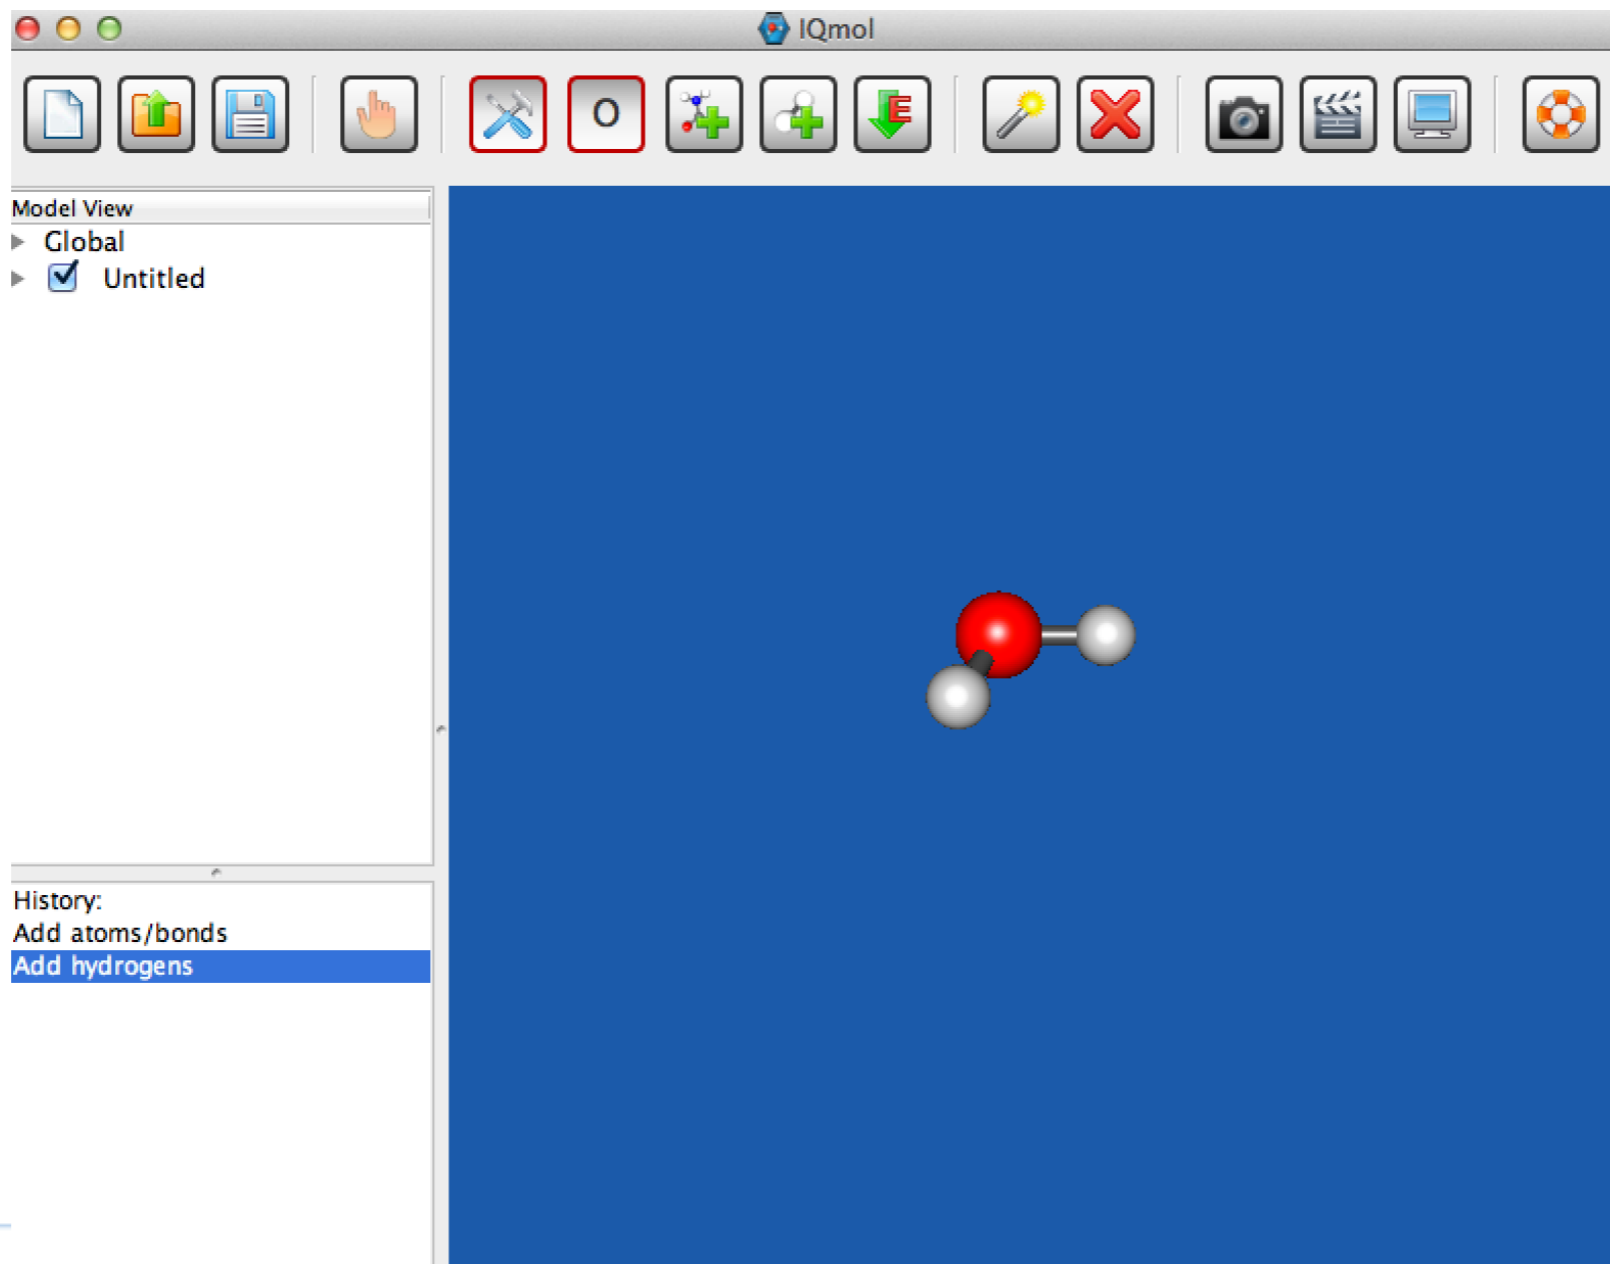 IQmol
O
E
Model View
Global
Untitled
History:
Add atoms/bonds
Add hydrogens